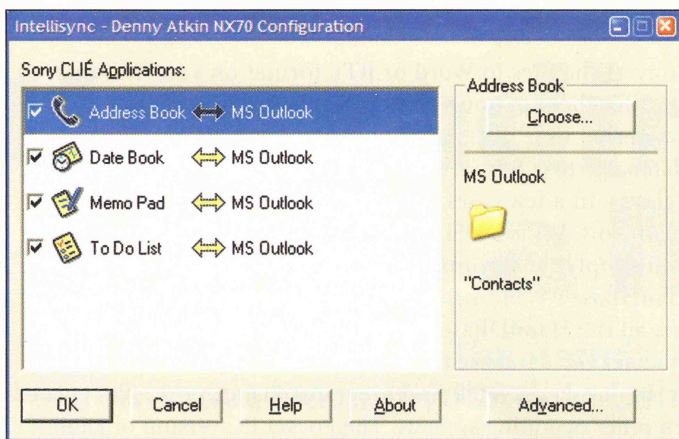 Intellisync - Denny Atkin NX70 Configuration
Sony CLIÉ Applications:
Address Book MS Outlook
Date Book MS Outlook
Memo Pad MS Outlook
To Do List MS Outlook
Address Book
Choose...
MS Outlook
"Contacts"
OK Cancel Help About Advanced...